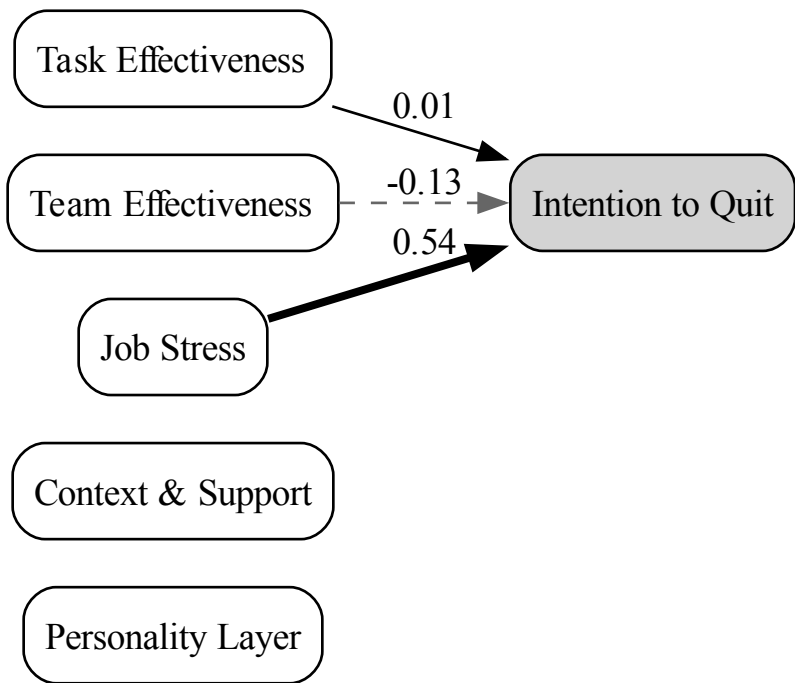 Task Effectiveness
0.01
Team Effectiveness
-0.13
Intention to Quit
0.54
Job Stress
Context & Support
Personality Layer